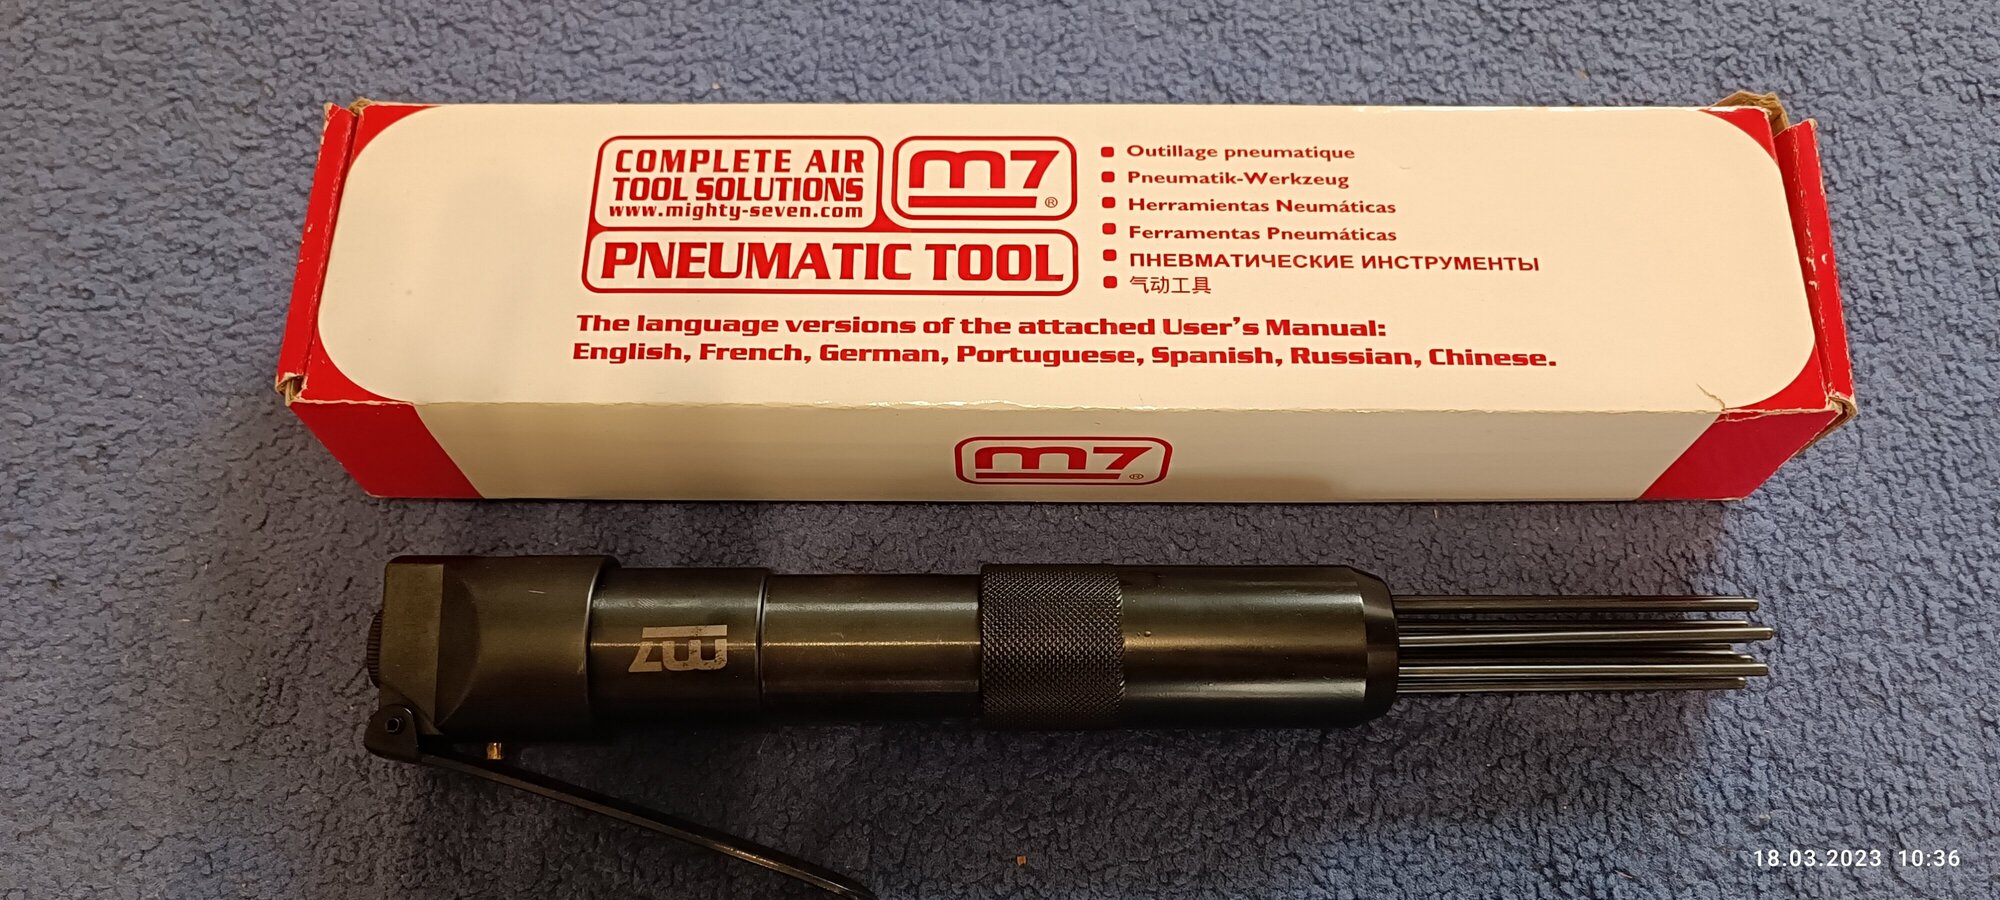 COMPLETE AIR
TOOL SOLUTIONS
www.mighty-seven.com
m7®
PNEUMATIC TOOL
Outillage pneumatique
Pneumatik-Werkzeug
Herramientas Neumáticas
Ferramentas Pneumáticas
ПНЕВМАТИЧЕСКИЕ ИНСТРУМЕНТЫ
气动工具
The language versions of the attached User's Manual:
English, French, German, Portuguese, Spanish, Russian, Chinese.
m7®
m7
18.03.2023 10:36